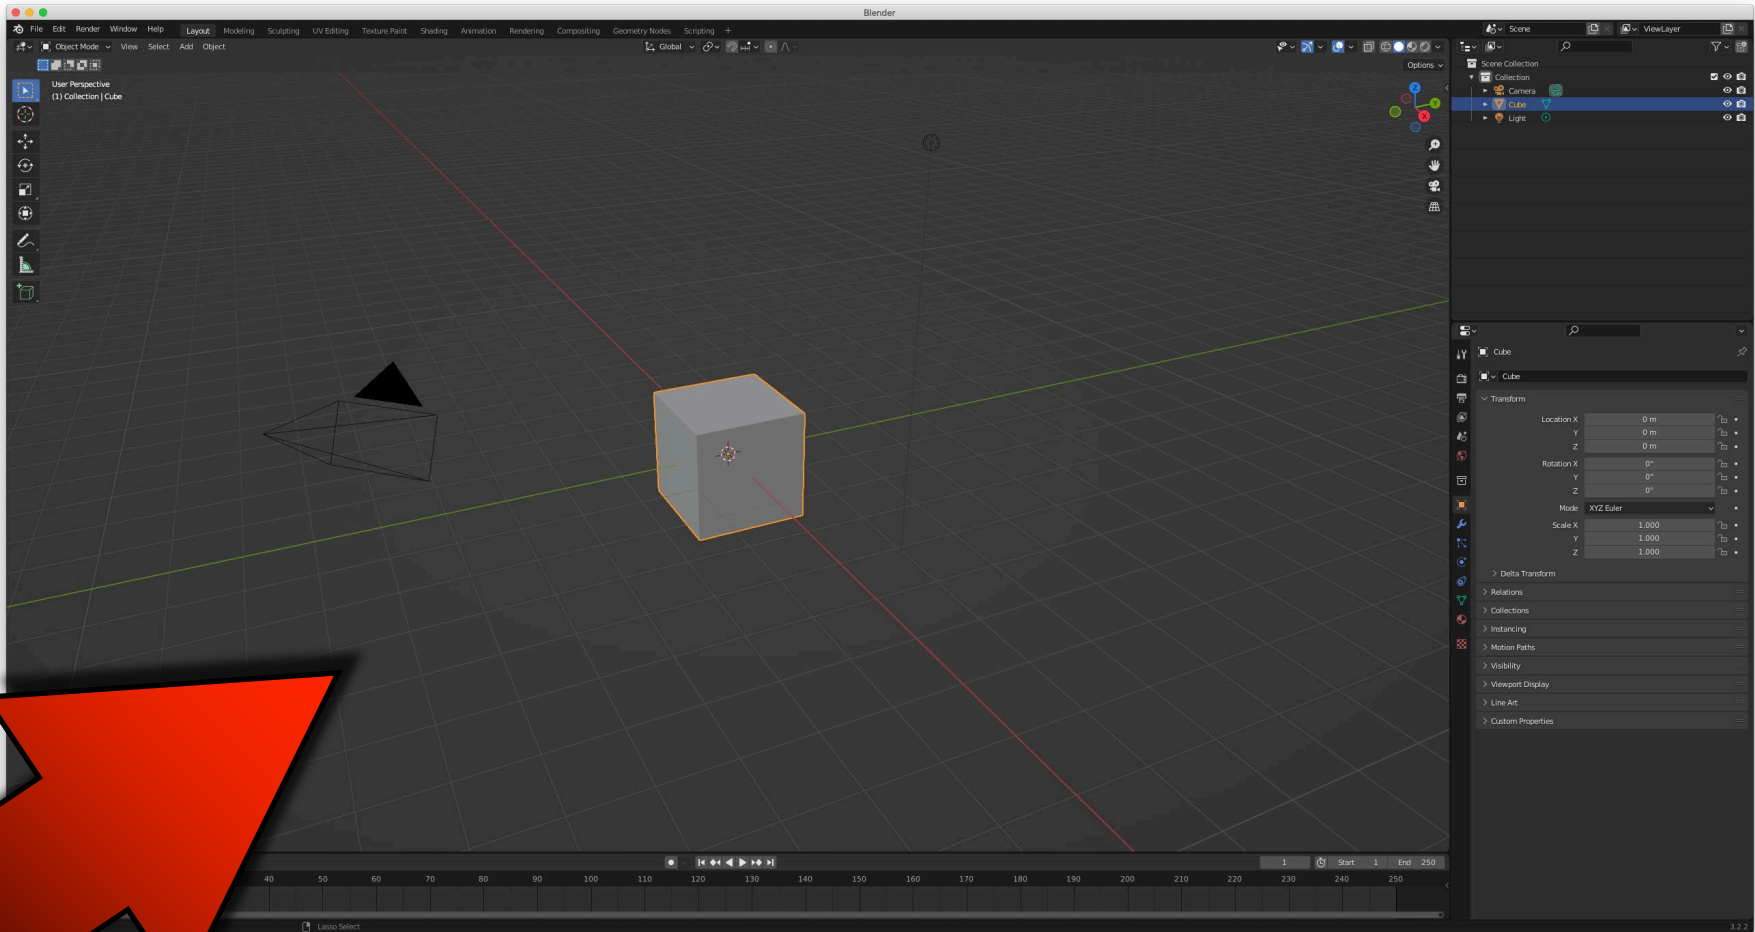 Blender
File Edit Render Window Help Layout Modeling Sculpting UV Editing Texture Paint Shading Animation Rendering Compositing Geometry Nodes Scripting + Scene ViewLayer
Object Mode View Select Add Object Global
Options
User Perspective
(1) Collection | Cube
Z
Y
X
Scene Collection
Collection
Camera
Cube
Light
Cube
Cube
Transform
Location X 0 m
Y 0 m
Z 0 m
Rotation X 0°
Y 0°
Z 0°
Mode XYZ Euler
Scale X 1.000
Y 1.000
Z 1.000
Delta Transform
Relations
Collections
Instancing
Motion Paths
Visibility
Viewport Display
Line Art
Custom Properties
1 Start 1 End 250
40 50 60 70 80 90 100 110 120 130 140 150 160 170 180 190 200 210 220 230 240 250
Lasso Select
3.2.2